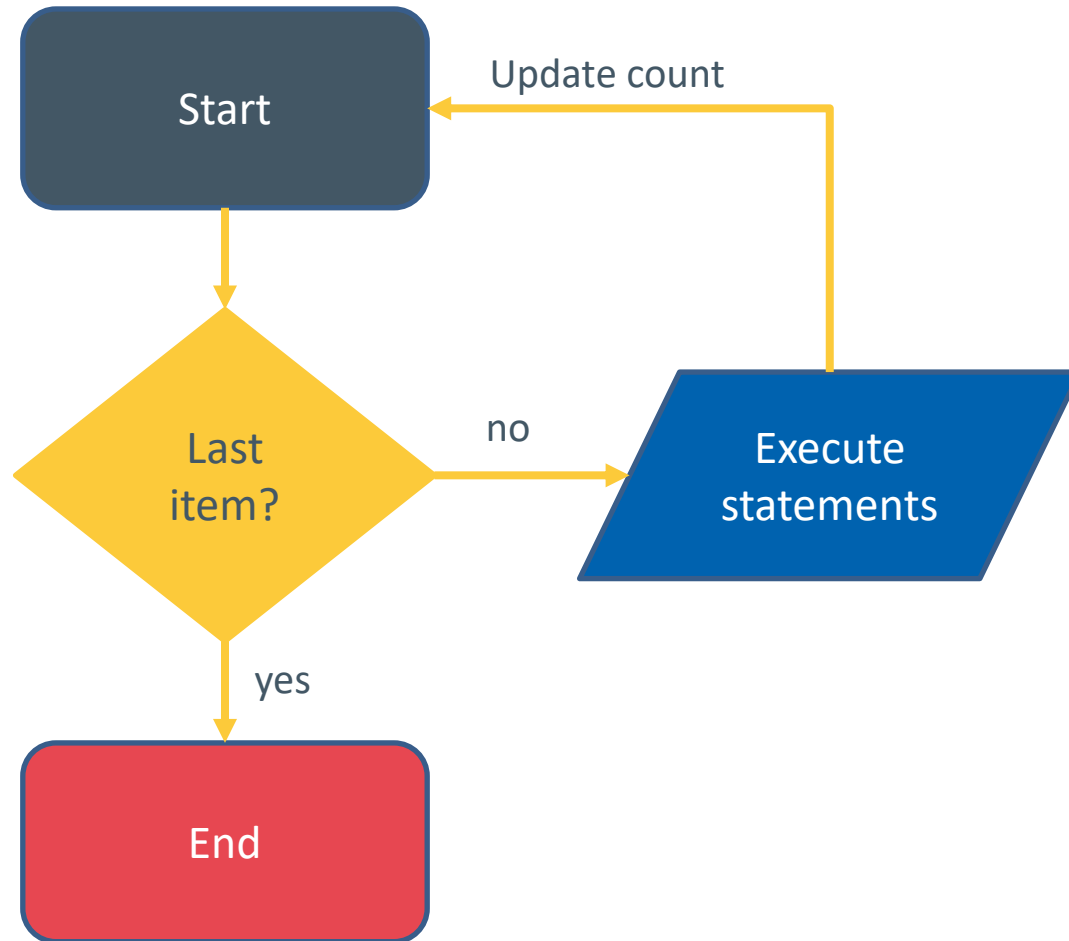 Start
Update count
Last
item?
no
Execute
statements
yes
End